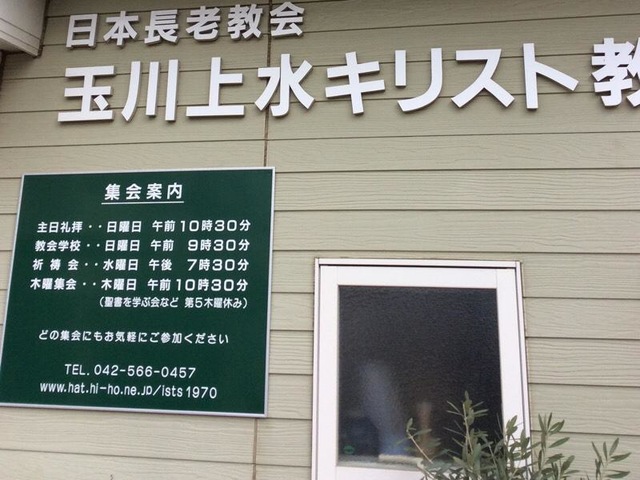 日本長老教会
玉川上水キリスト教
集会案内
主日礼拝・・日曜日 午前10時30分
教会学校・・日曜日 午前 9時30分
祈祷会・・水曜日 午後 7時30分
木曜集会・・木曜日 午前10時30分
（聖書を学ぶ会など 第5木曜休み）
どの集会にもお気軽にご参加ください
TEL. 042-566-0457
www.hat.hi-ho.ne.jp/ists1970